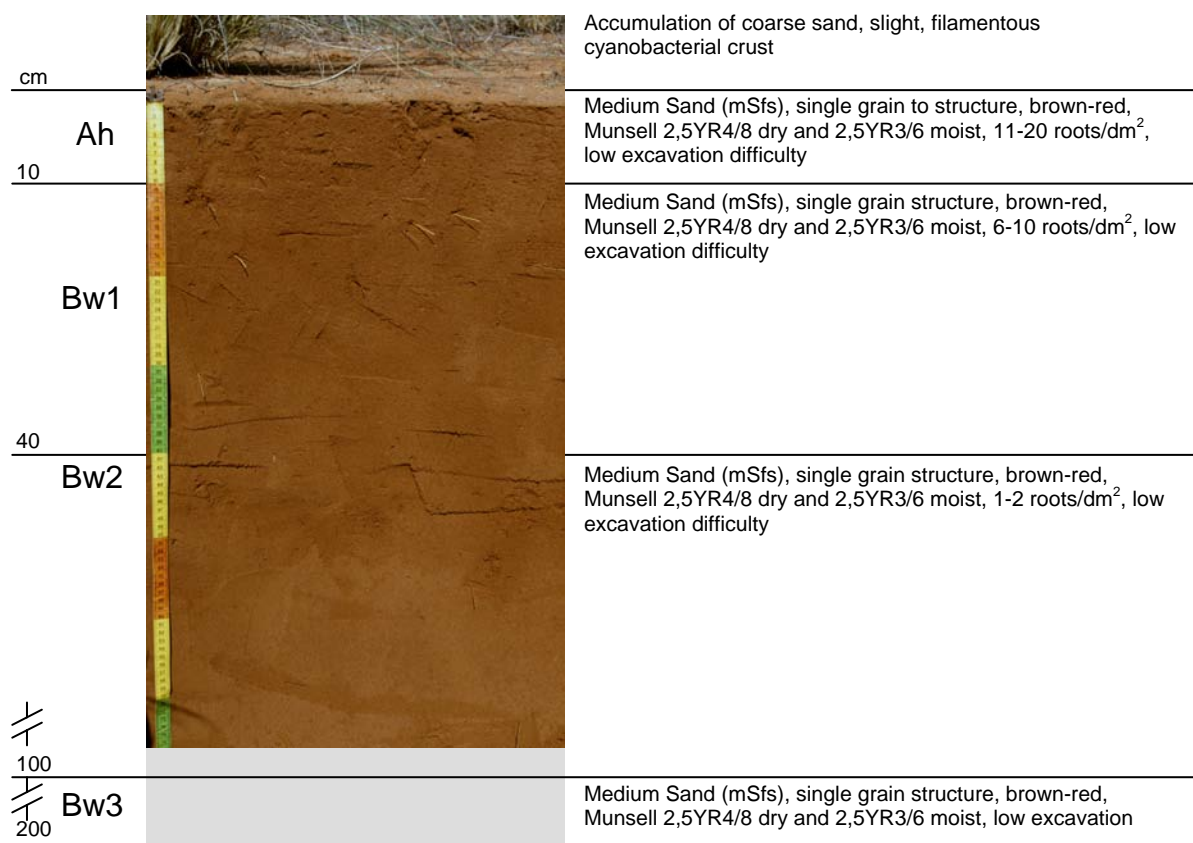 Accumulation of coarse sand, slight, filamentous
cyanobacterial crust
cm
Ah
Medium Sand (mSfs), single grain to structure, brown-red,
Munsell 2,5YR4/8 dry and 2,5YR3/6 moist, 11-20 roots/dm²,
low excavation difficulty
10
Bw1
Medium Sand (mSfs), single grain structure, brown-red,
Munsell 2,5YR4/8 dry and 2,5YR3/6 moist, 6-10 roots/dm², low
excavation difficulty
40
Bw2
Medium Sand (mSfs), single grain structure, brown-red,
Munsell 2,5YR4/8 dry and 2,5YR3/6 moist, 1-2 roots/dm², low
excavation difficulty
100
Bw3
Medium Sand (mSfs), single grain structure, brown-red,
Munsell 2,5YR4/8 dry and 2,5YR3/6 moist, low excavation
200